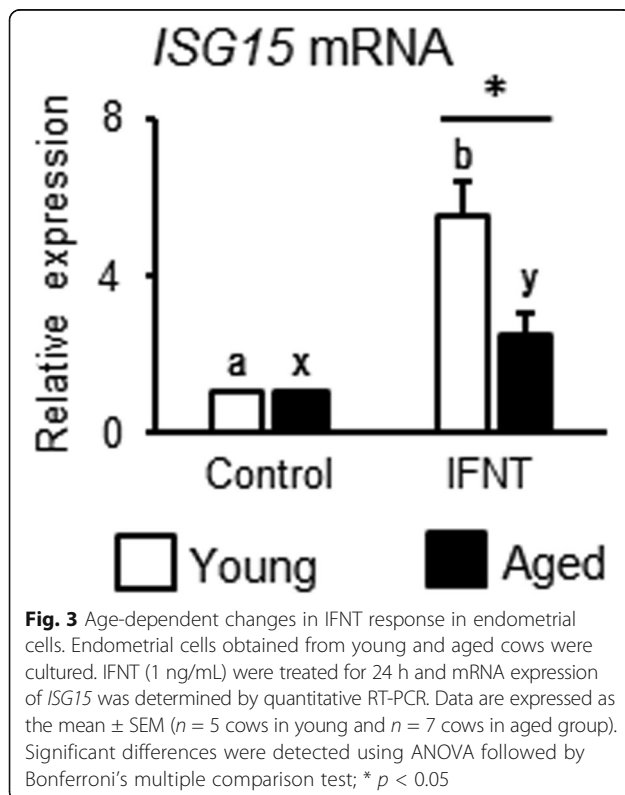 ISG15 mRNA
Relative expression
8
4
0
*
a
x
b
y
Control
IFNT
Young
Aged
Fig. 3 Age-dependent changes in IFNT response in endometrial
cells. Endometrial cells obtained from young and aged cows were
cultured. IFNT (1 ng/mL) were treated for 24 h and mRNA expression
of ISG15 was determined by quantitative RT-PCR. Data are expressed as
the mean ± SEM (n = 5 cows in young and n = 7 cows in aged group).
Significant differences were detected using ANOVA followed by
Bonferroni's multiple comparison test; * p < 0.05